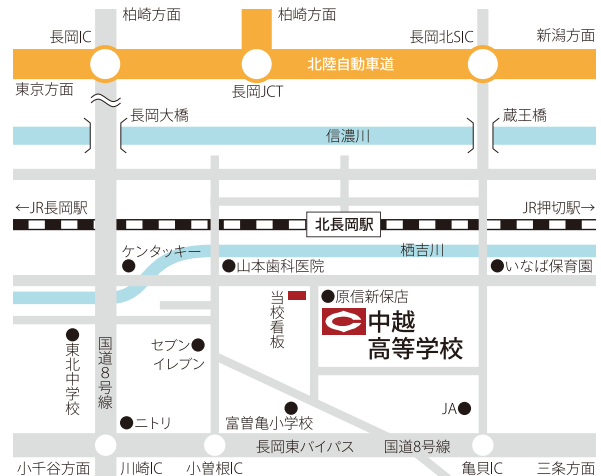 柏崎方面
柏崎方面
長岡IC
長岡北SIC
新潟方面
北陸自動車道
東京方面
長岡JCT
長岡大橋
蔵王橋
信濃川
←JR長岡駅
JR押切駅→
北長岡駅
ケンタッキー
栖吉川
山本歯科医院
いなば保育園
当校看板
原信新保店
中越
高等学校
国道8号線
東北中学校
セブン
イレブン
ニトリ
富曽亀小学校
JA
長岡東バイパス
国道8号線
小千谷方面
川崎IC
小曽根IC
亀貝IC
三条方面